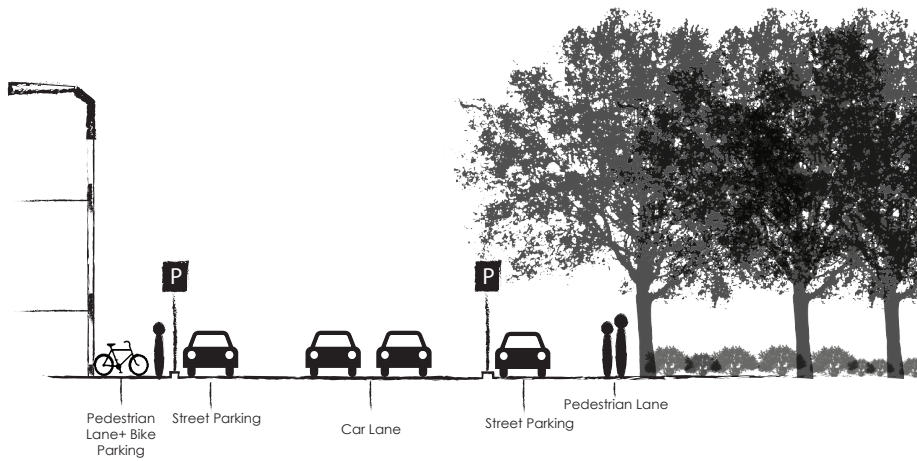 P
P
Pedestrian
Lane+ Bike
Parking
Street Parking
Car Lane
Street Parking
Pedestrian Lane